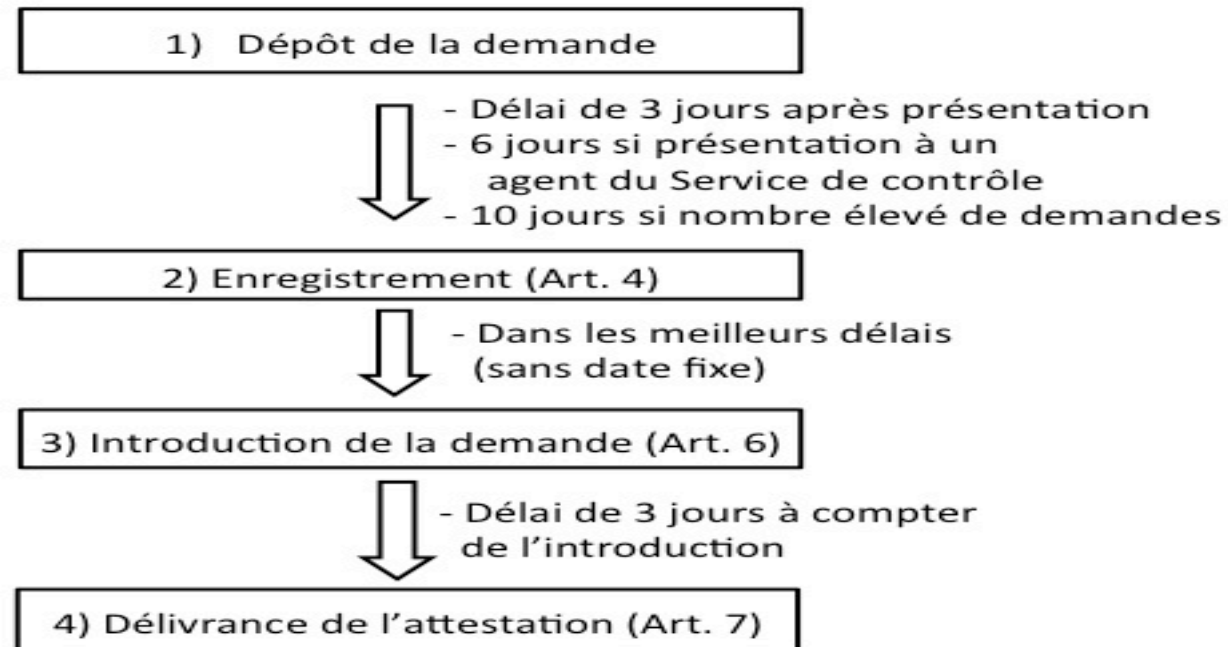 1) Dépôt de la demande
- Délai de 3 jours après présentation
- 6 jours si présentation à un
agent du Service de contrôle
- 10 jours si nombre élevé de demandes
2) Enregistrement (Art. 4)
- Dans les meilleurs délais
(sans date fixe)
3) Introduction de la demande (Art. 6)
- Délai de 3 jours à compter
de l’introduction
4) Délivrance de l’attestation (Art. 7)